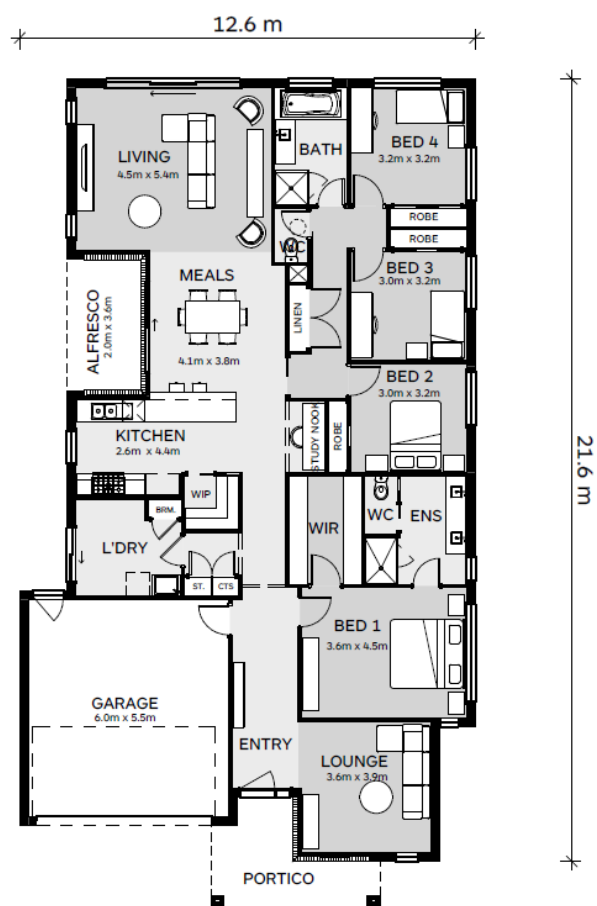 12.6 m
LIVING
4.5m x 5.4m
BATH
BED 4
3.2m x 3.2m
ROBE
ROBE
WC
MEALS
4.1m x 3.8m
BED 3
3.0m x 3.2m
ALFRESCO
2.0m x 3.6m
LINEN
BED 2
3.0m x 3.2m
KITCHEN
2.6m x 4.4m
STUDY NOOK
ROBE
21.6 m
WIP
BRM.
L'DRY
WIR
WC
ENS
ST.
CTS
BED 1
3.6m x 4.5m
GARAGE
6.0m x 5.5m
ENTRY
LOUNGE
3.6m x 3.9m
PORTICO